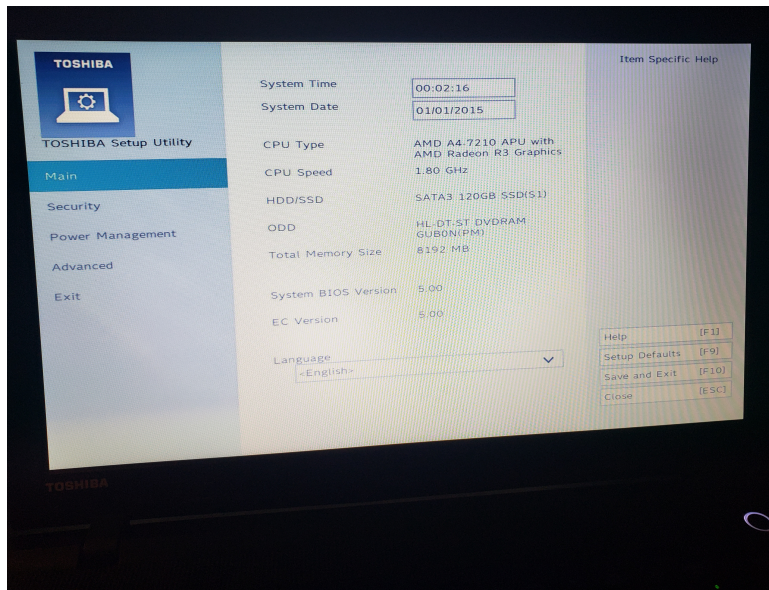 TOSHIBA
TOSHIBA Setup Utility
Main
Security
Power Management
Advanced
Exit
System Time 00:02:16
System Date 01/01/2015
CPU Type AMD A4-7210 APU with
AMD Radeon R3 Graphics
CPU Speed 1.80 GHz
HDD/SSD SATA3 120GB SSD(S1)
ODD HL-DT-ST DVDRAM
GUB0N(PM)
Total Memory Size 8192 MB
System BIOS Version 5.00
EC Version 5.00
Language
<English>
Item Specific Help
Help [F1]
Setup Defaults [F9]
Save and Exit [F10]
Close [ESC]
TOSHIBA